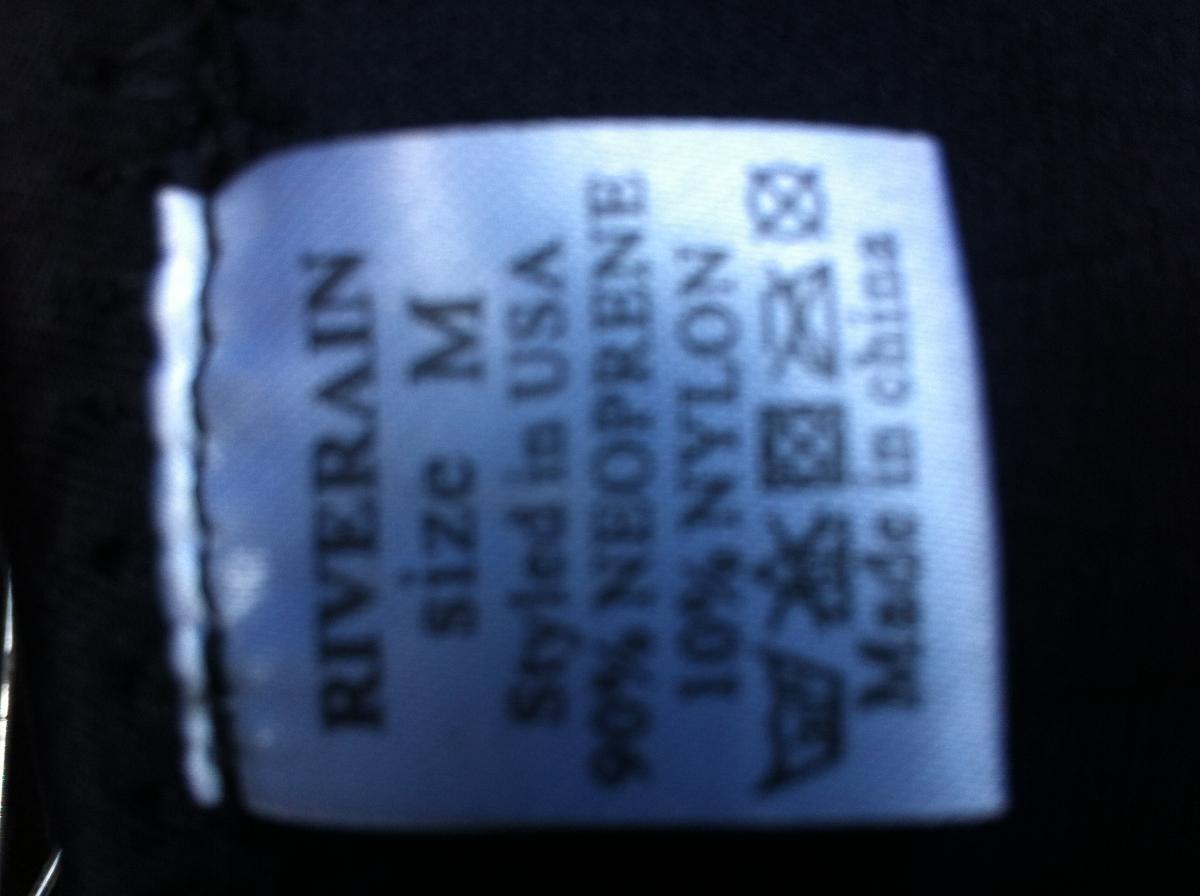 RIVERAIN
size M
Styled in USA
90% NEOPRENE
10% NYLON
Made in china